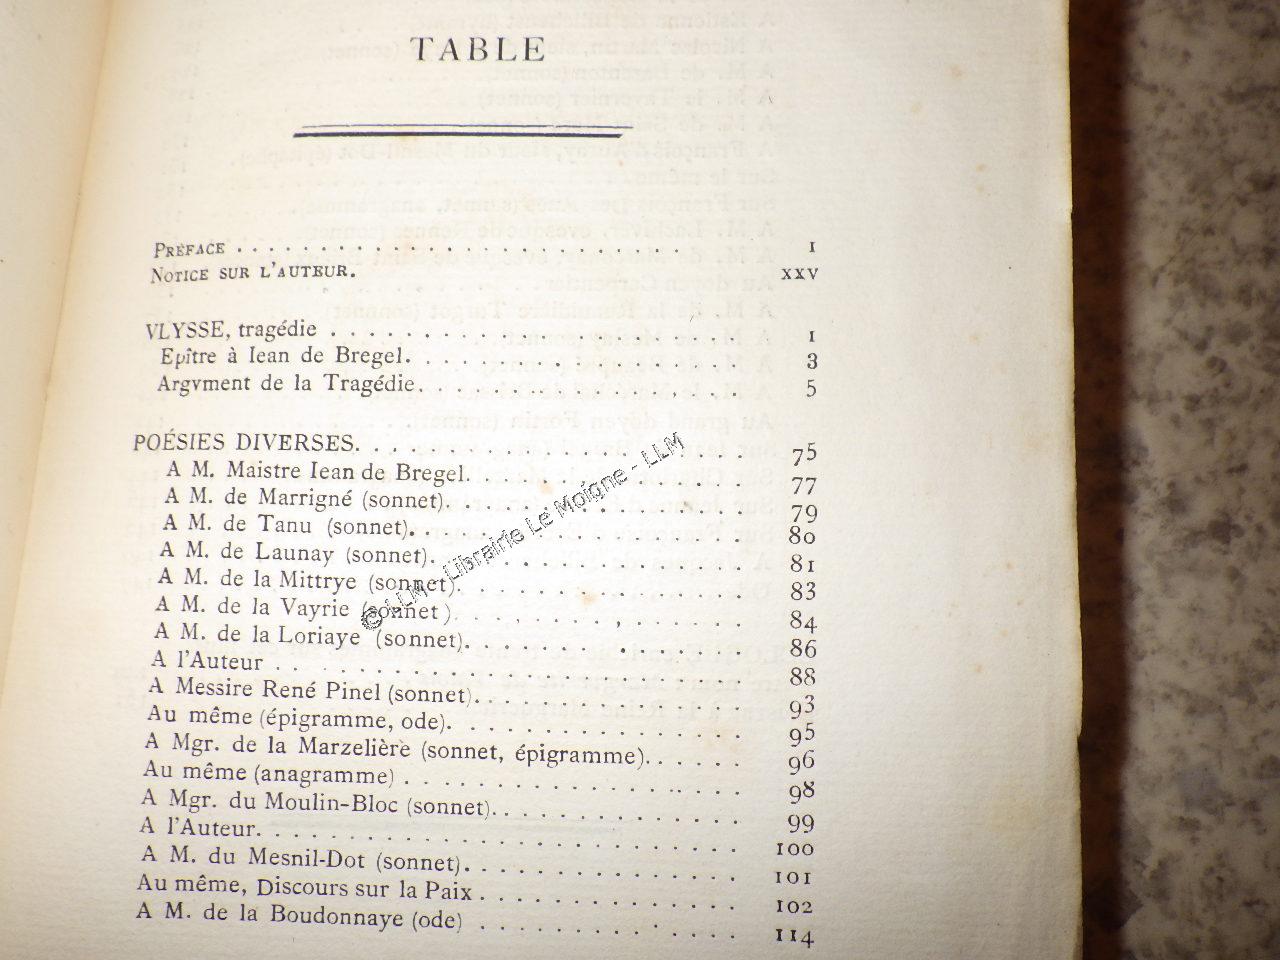 TABLE
PRÉFACE . . . . . . . . . . . . . . . . . . . . . . . . . . . I
NOTICE SUR L'AUTEUR. XXV
VLYSSE, tragédie . . . . . . . . . . 1
Epître à Iean de Bregel. . . . . . . . . . . . . . . . . 3
Argvment de la Tragédie. . . . . . . . . . . . . . . . . 5
POÉSIES DIVERSES. . . . 75
A M. Maistre Iean de Bregel. 77
A M. de Marrigné (sonnet). . . . . . . . 79
A M. de Tanu (sonnet). . . . . . . . . . 80
A M. de Launay (sonnet). . . . . . . . . . 81
A M. de la Mittrye (sonnet). . . . . . . . . . . 83
A M. de la Vayrie (sonnet) . . . . . . . . . . . 84
A M. de la Loriaye (sonnet). . . . . . . . 86
A l'Auteur . . . . . . . . . . . . . . 88
A Messire René Pinel (sonnet). . . . . . . . . . . 93
Au même (épigramme, ode). . . . . . . . . . . . . . 95
A Mgr. de la Marzelière (sonnet, épigramme). . . . . . 96
Au même (anagramme) . . . . . . . . . . . . . . . . 98
A Mgr. du Moulin-Bloc (sonnet). . . . . . . . . . . . 99
A l'Auteur. . . . . . . . . . . . . . . . . . . . . . 100
A M. du Mesnil-Dot (sonnet). . . . . . . . . . . . . 101
Au même, Discours sur la Paix . . . . . . . . . . . . 102
A M. de la Boudonnaye (ode) . . . . . . . . . . . . 114
© LLM - Librairie Le Moigne - LLM